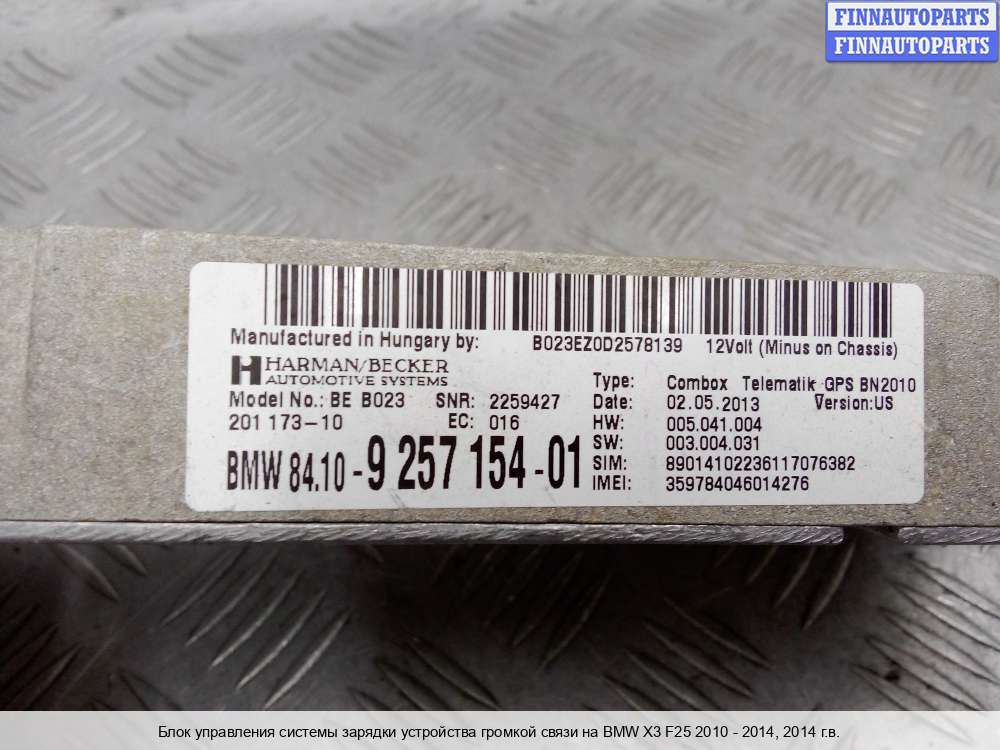 FINNAUTOPARTS
FINNAUTOPARTS
Manufactured in Hungary by:
B023EZ0D2578139 12Volt (Minus on Chassis)
HARMAN/BECKER
AUTOMOTIVE SYSTEMS
Model No.: BE B023 SNR: 2259427
201 173-10 EC: 016
BMW 84.10-9 257 154-01
Type: Combox Telematik GPS BN2010
Date: 02.05.2013 Version:US
HW: 005.041.004
SW: 003.004.031
SIM: 89014102236117076382
IMEI: 359784046014276
Блок управления системы зарядки устройства громкой связи на BMW X3 F25 2010 - 2014, 2014 г.в.